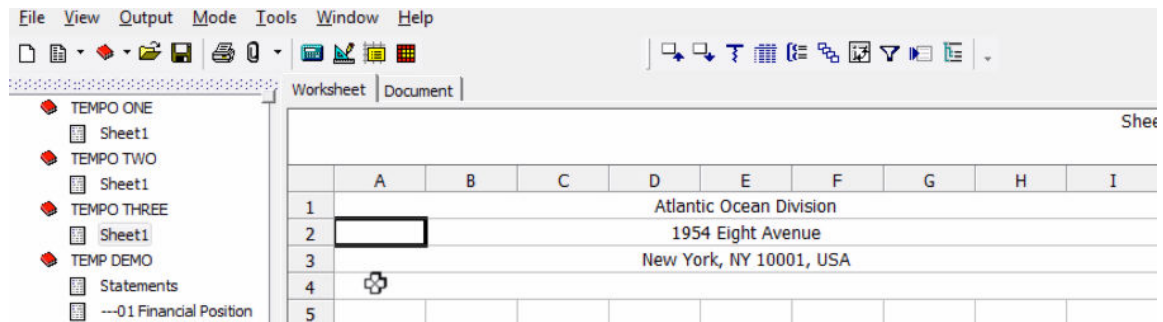 File View Output Mode Tools Window Help
Worksheet Document
TEMPO ONE
Sheet1
TEMPO TWO
Sheet1
TEMPO THREE
Sheet1
TEMP DEMO
Statements
---01 Financial Position
Shee
A B C D E F G H I
1 Atlantic Ocean Division
2 1954 Eight Avenue
3 New York, NY 10001, USA
4
5